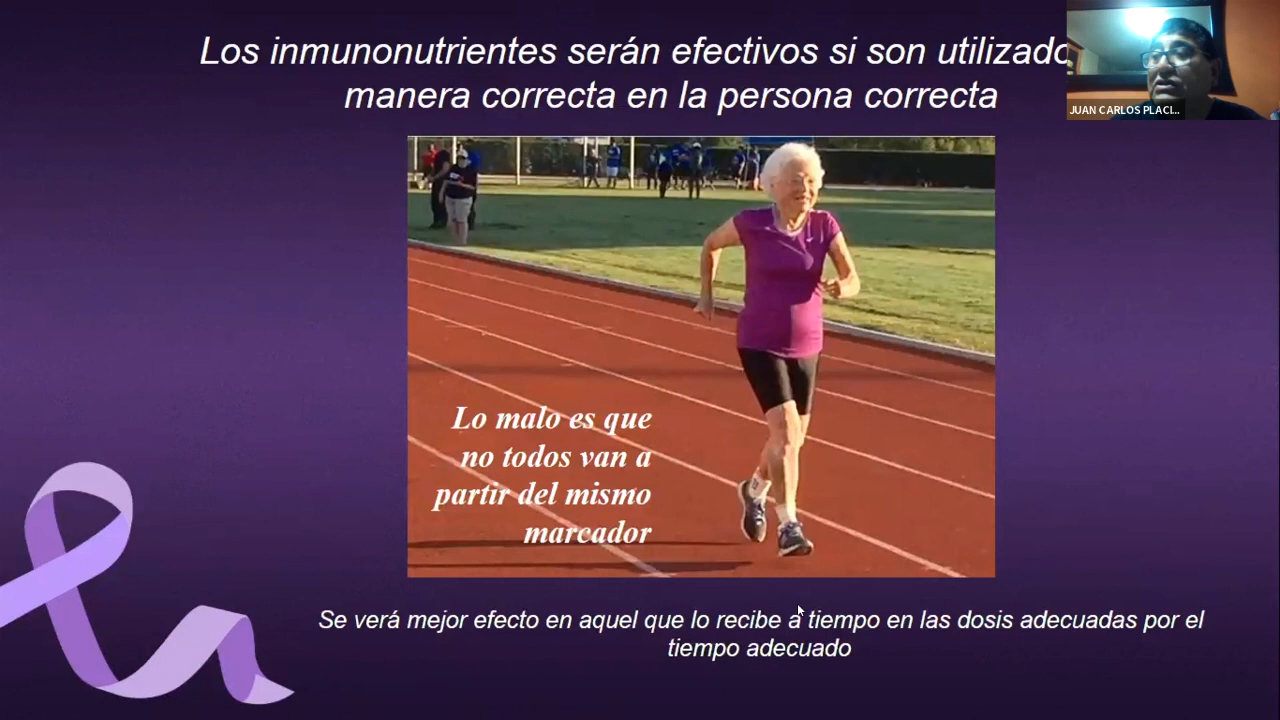 Los inmunonutrientes serán efectivos si son
manera correcta en la persona correcta
JUAN CARLOS PLACI...
Lo malo es que
no todos van a
partir del mismo
marcador
Se verá mejor efecto en aquel que lo recibe a tiempo en las dosis adecuadas por el
tiempo adecuado